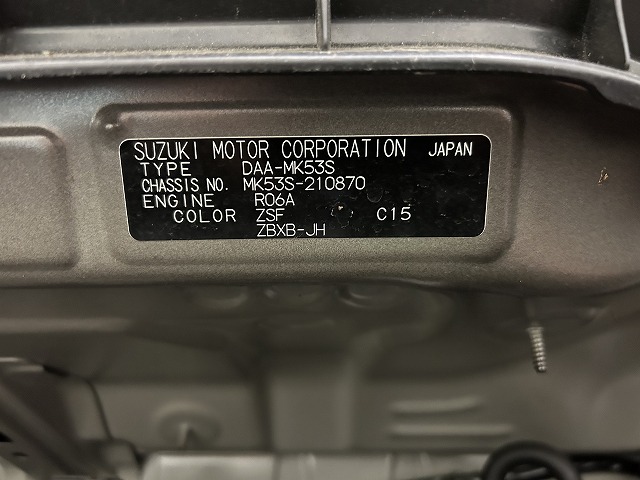 SUZUKI MOTOR CORPORATION JAPAN
TYPE DAA-MK53S
CHASSIS NO. MK53S-210870
ENGINE R06A
COLOR ZSF C15
ZBXB-JH